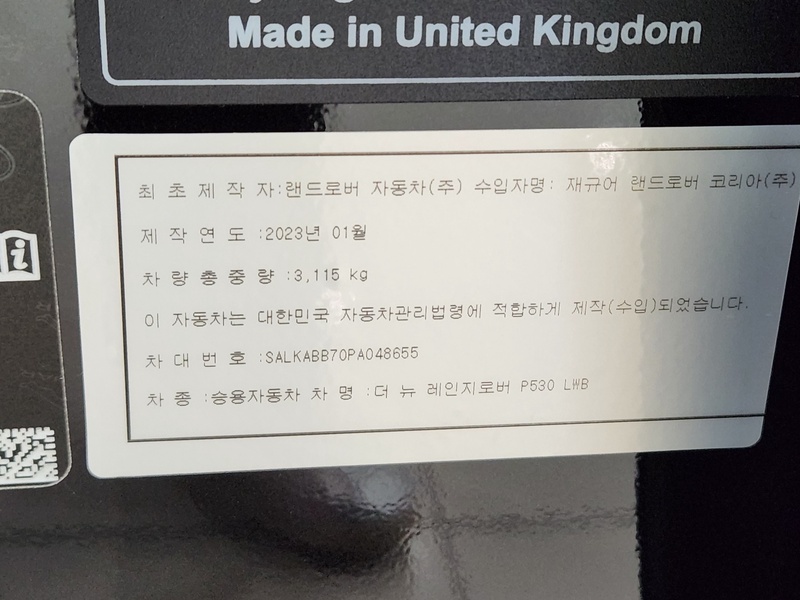 Made in United Kingdom
최 초 제 작 자:랜드로버 자동차(주) 수입자명: 재규어 랜드로버 코리아(주)
제 작 연 도 :2023년 01월
차 량 총 중 량 :3,115 kg
이 자동차는 대한민국 자동차관리법령에 적합하게 제작(수입)되었습니다.
차 대 번 호 :SALKABB70PA048655
차 종 :승용자동차 차 명 :더 뉴 레인지로버 P530 LWB